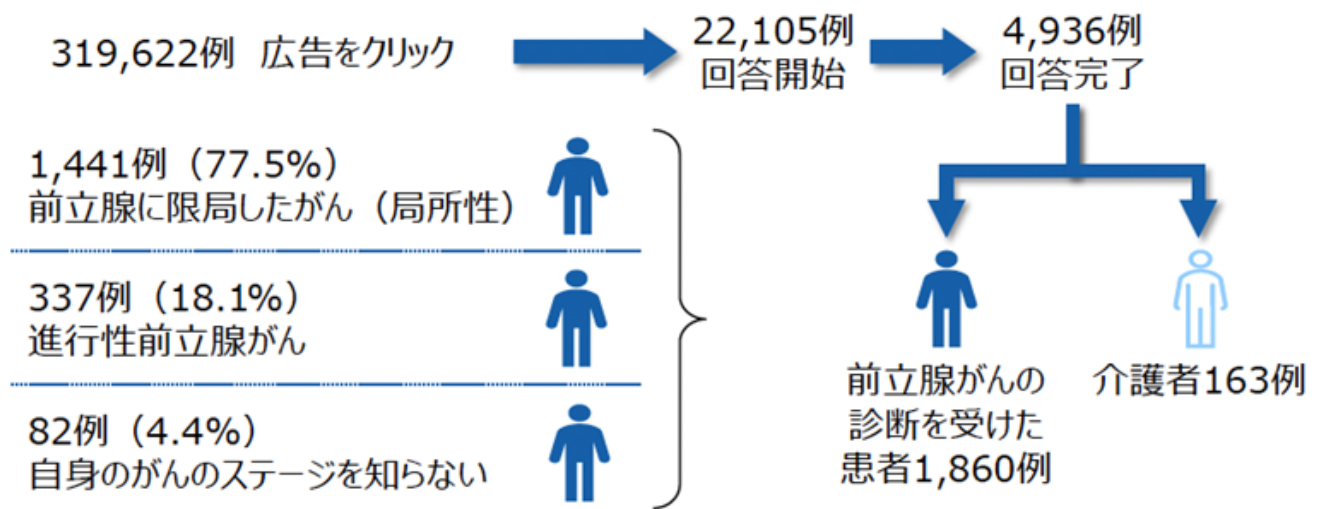 319,622例 広告をクリック
22,105例
回答開始
4,936例
回答完了
1,441例（77.5%）
前立腺に限局したがん（局所性）
337例（18.1%）
進行性前立腺がん
82例（4.4%）
自身のがんのステージを知らない
前立腺がんの
診断を受けた
患者1,860例
介護者163例